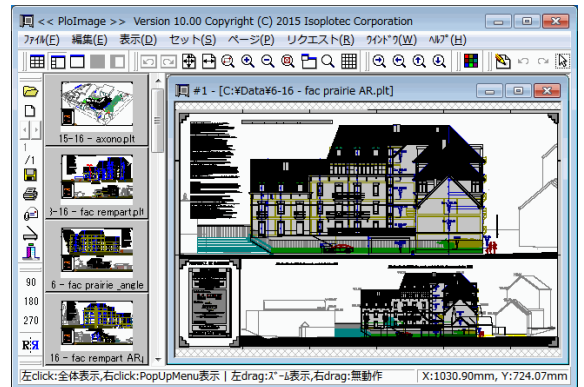 << PloImage >> Version 10.00 Copyright (C) 2015 Isoplotec Corporation
ファイル(F) 編集(E) 表示(D) セット(S) ページ(P) リクエスト(R) ウインドウ(W) ヘルプ(H)
#1 - [C:¥Data¥6-16 - fac prairie AR.plt]
15-16 - axono.plt
1
/1
3-16 - fac rempart.plt
6 - fac prairie _angle
90
180
270
R|R
16 - fac rempart AR
左click:全体表示,右click:PopUpMenu表示 | 左drag:ズーム表示,右drag:無動作 X:1030.90mm, Y:724.07mm